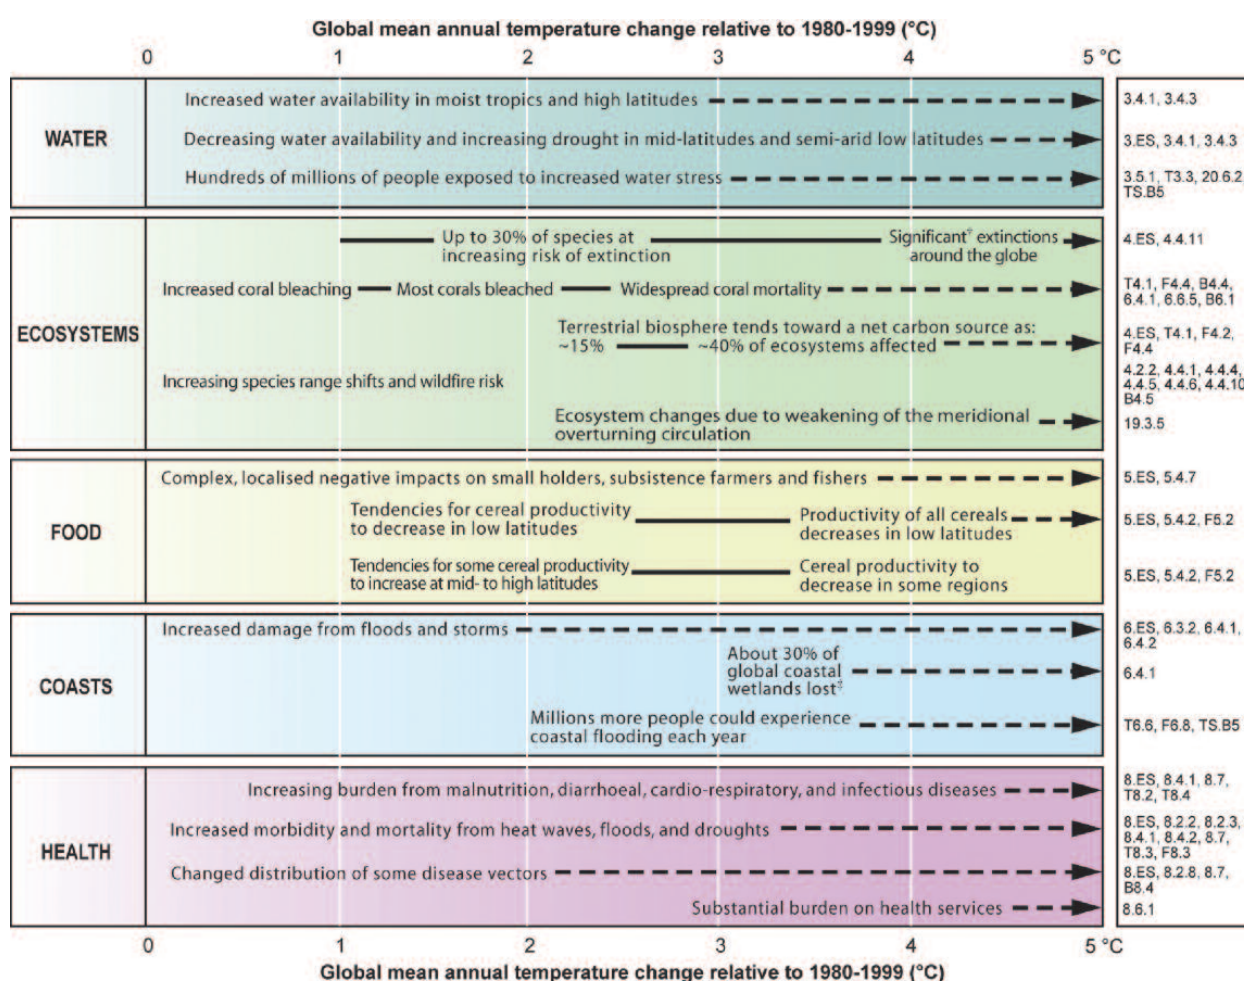 Global mean annual temperature change relative to 1980-1999 (°C)
0 1 2 3 4 5 °C
WATER
Increased water availability in moist tropics and high latitudes
3.4.1, 3.4.3
Decreasing water availability and increasing drought in mid-latitudes and semi-arid low latitudes
3.ES, 3.4.1, 3.4.3
Hundreds of millions of people exposed to increased water stress
3.5.1, T3.3, 20.6.2,
TS.B5
ECOSYSTEMS
Up to 30% of species at
increasing risk of extinction
Significant† extinctions
around the globe
4.ES, 4.4.11
Increased coral bleaching
Most corals bleached
Widespread coral mortality
T4.1, F4.4, B4.4,
6.4.1, 6.6.5, B6.1
Terrestrial biosphere tends toward a net carbon source as:
~15% ~40% of ecosystems affected
4.ES, T4.1, F4.2,
F4.4
Increasing species range shifts and wildfire risk
4.2.2, 4.4.1, 4.4.4,
4.4.5, 4.4.6, 4.4.10,
B4.5
Ecosystem changes due to weakening of the meridional
overturning circulation
19.3.5
FOOD
Complex, localised negative impacts on small holders, subsistence farmers and fishers
5.ES, 5.4.7
Tendencies for cereal productivity
to decrease in low latitudes
Productivity of all cereals
decreases in low latitudes
5.ES, 5.4.2, F5.2
Tendencies for some cereal productivity
to increase at mid- to high latitudes
Cereal productivity to
decrease in some regions
5.ES, 5.4.2, F5.2
COASTS
Increased damage from floods and storms
6.ES, 6.3.2, 6.4.1,
6.4.2
About 30% of
global coastal
wetlands lost‡
6.4.1
Millions more people could experience
coastal flooding each year
T6.6, F6.8, TS.B5
HEALTH
Increasing burden from malnutrition, diarrhoeal, cardio-respiratory, and infectious diseases
8.ES, 8.4.1, 8.7,
T8.2, T8.4
Increased morbidity and mortality from heat waves, floods, and droughts
8.ES, 8.2.2, 8.2.3,
8.4.1, 8.4.2, 8.7,
T8.3, F8.3
Changed distribution of some disease vectors
8.ES, 8.2.8, 8.7,
B8.4
Substantial burden on health services
8.6.1
0 1 2 3 4 5 °C
Global mean annual temperature change relative to 1980-1999 (°C)